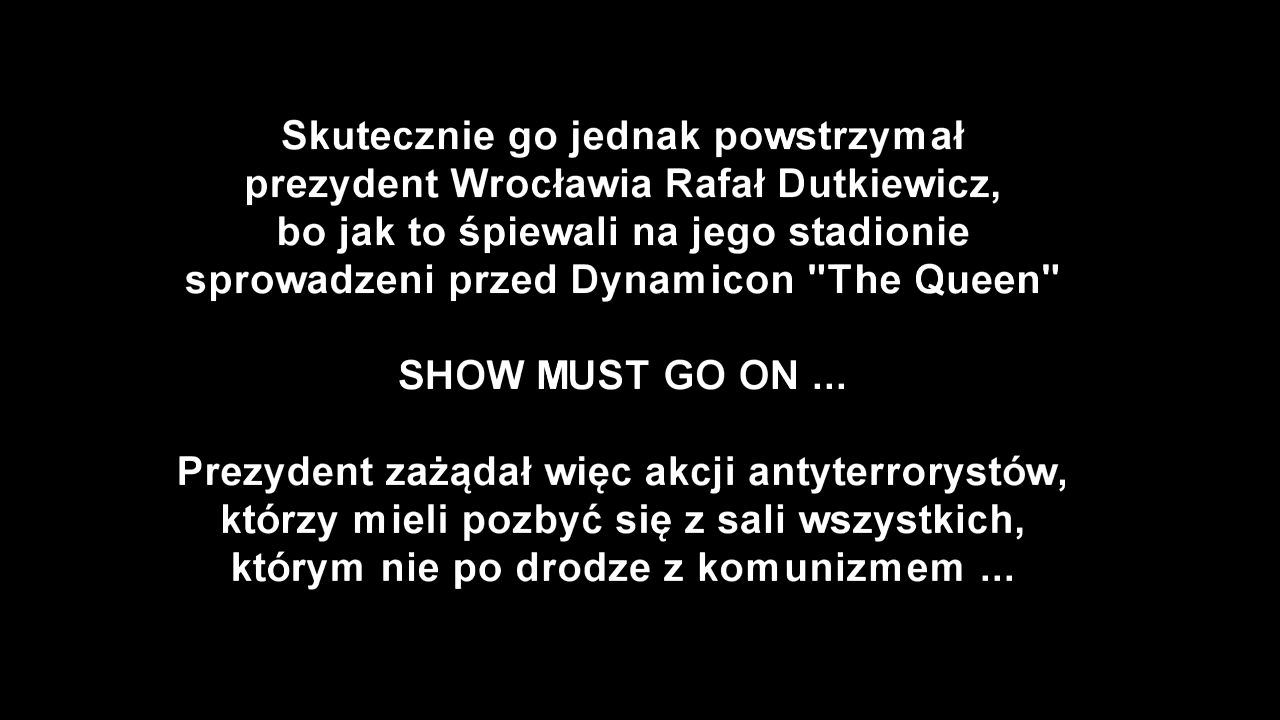 Skutecznie go jednak powstrzymał
prezydent Wrocławia Rafał Dutkiewicz,
bo jak to śpiewali na jego stadionie
sprowadzeni przed Dynamicon "The Queen"
SHOW MUST GO ON ...
Prezydent zażądał więc akcji antyterrorystów,
którzy mieli pozbyć się z sali wszystkich,
którym nie po drodze z komunizmem ...